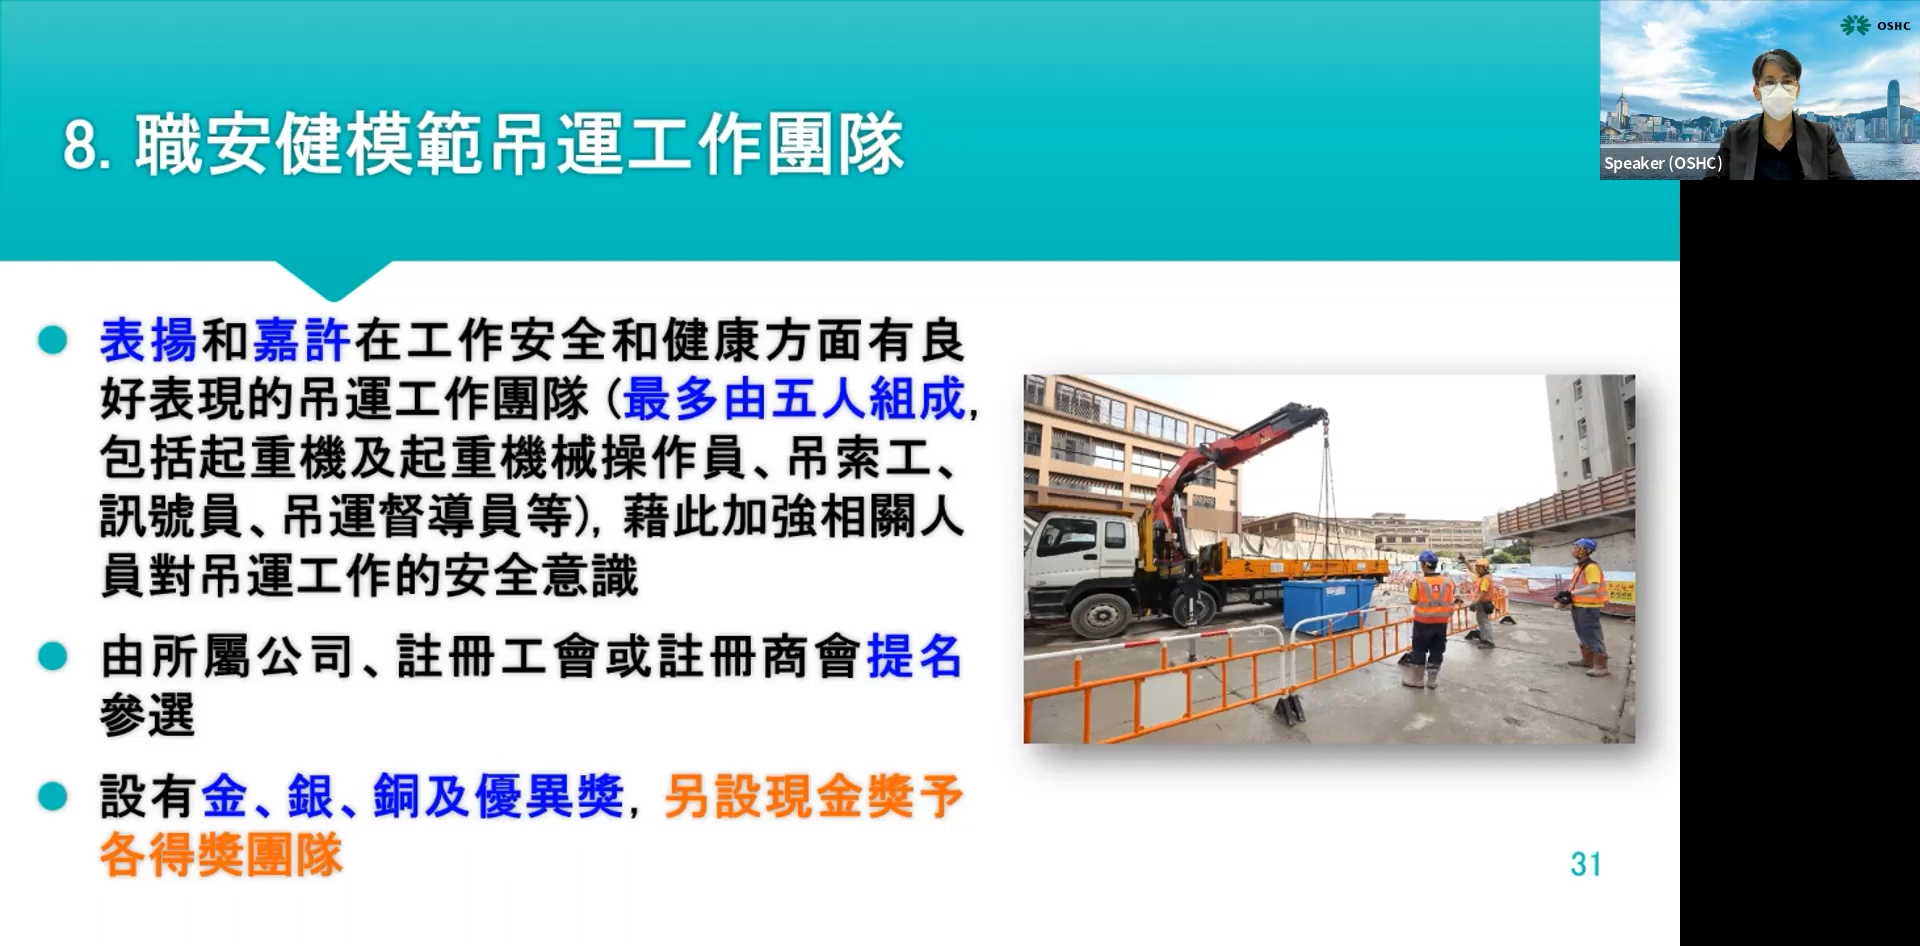 8. 職安健模範吊運工作團隊
OSHC
Speaker (OSHC)
表揚和嘉許在工作安全和健康方面有良
好表現的吊運工作團隊 (最多由五人組成,
包括起重機及起重機械操作員、吊索工、
訊號員、吊運督導員等), 藉此加強相關人
員對吊運工作的安全意識
由所屬公司、註冊工會或註冊商會提名
參選
設有金、銀、銅及優異獎, 另設現金獎予
各得獎團隊
31